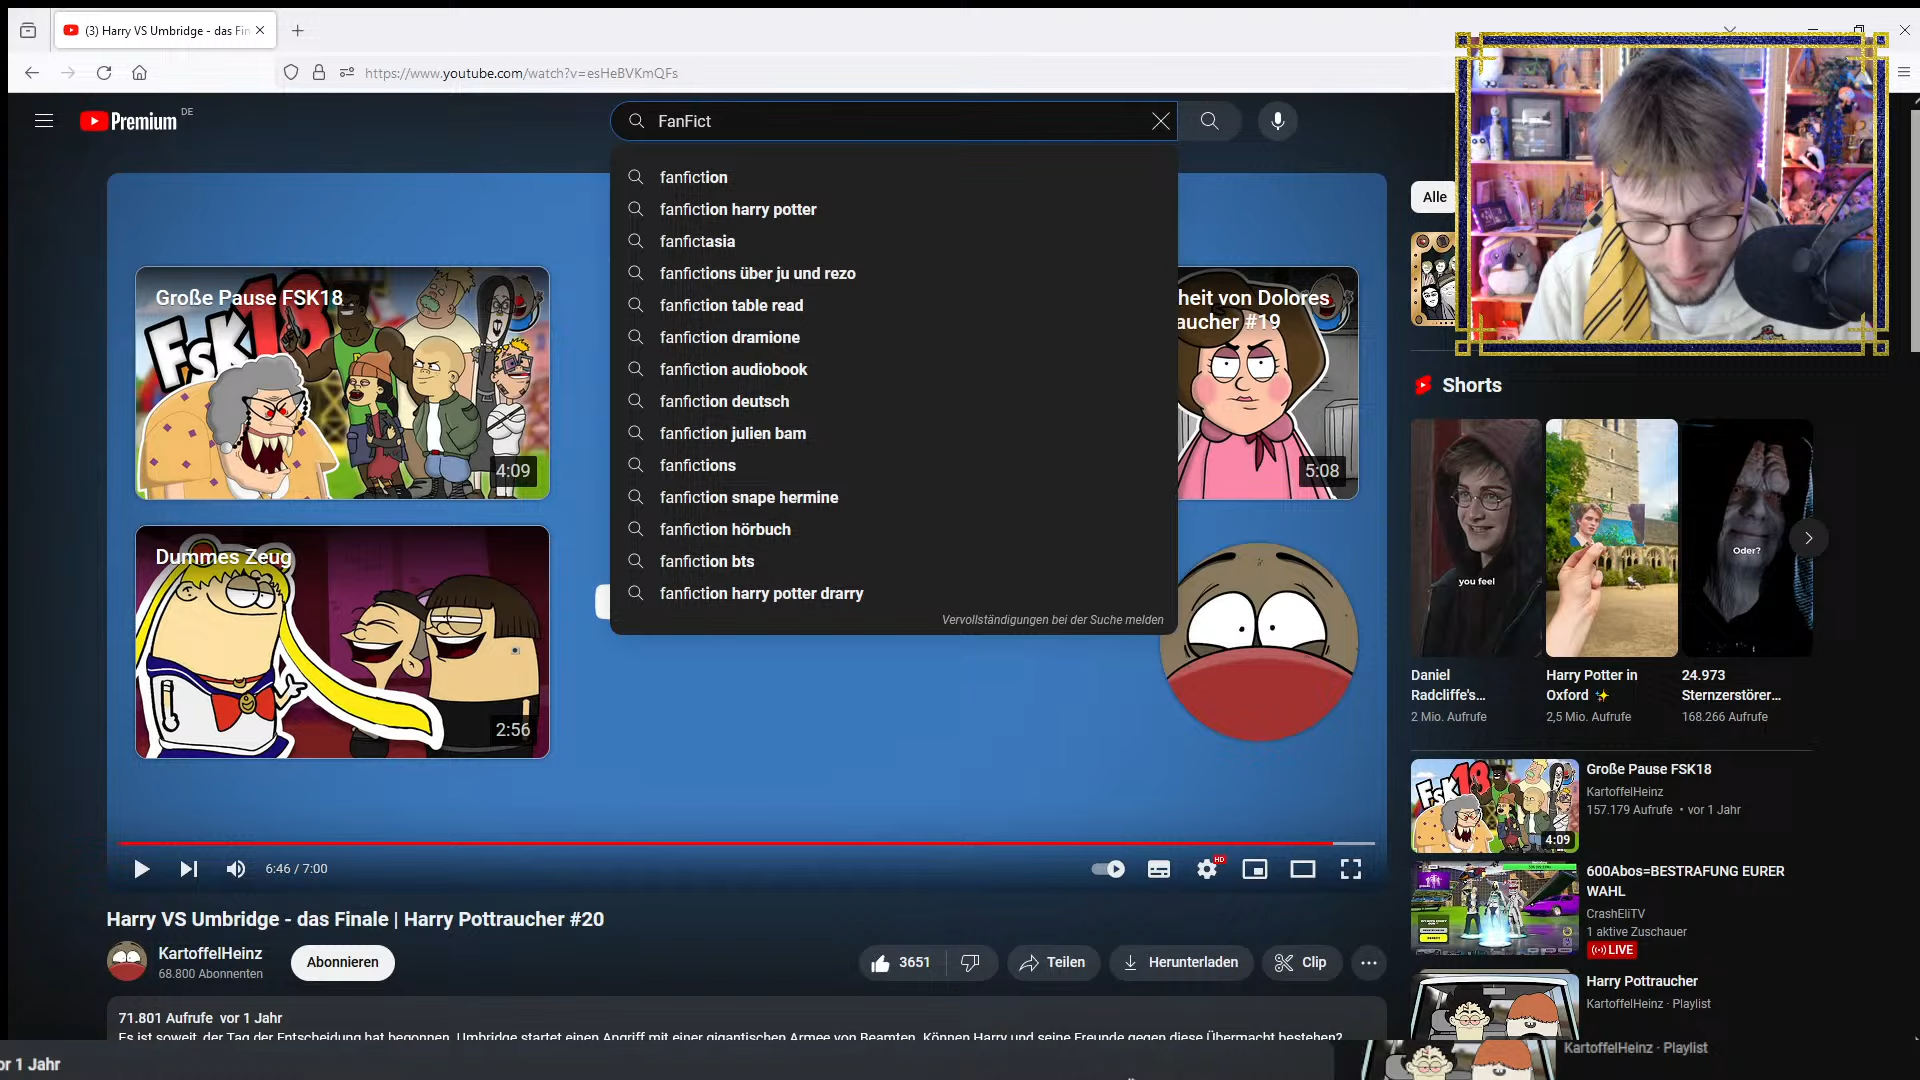 (3) Harry VS Umbridge - das Fin
https://www.youtube.com/watch?v=esHeBVKmQFs
Premium DE
FanFict
fanfiction
fanfiction harry potter
fanfictasia
fanfictions über ju und rezo
fanfiction table read
fanfiction dramione
fanfiction audiobook
fanfiction deutsch
fanfiction julien bam
fanfictions
fanfiction snape hermine
fanfiction hörbuch
fanfiction bts
fanfiction harry potter drarry
Vervollständigungen bei der Suche melden
Große Pause FSK18
FSK18
4:09
heit von Dolores
aucher #19
5:08
Dummes Zeug
2:56
6:46 / 7:00
HD
Harry VS Umbridge - das Finale | Harry Pottraucher #20
KartoffelHeinz
68.800 Abonnenten
Abonnieren
3651
Teilen
Herunterladen
Clip
71.801 Aufrufe vor 1 Jahr
Es ist soweit, der Tag der Entscheidung hat begonnen. Umbridge startet einen Angriff mit einer gigantischen Armee von Beamten. Können Harry und seine Freunde gegen diese Übermacht bestehen?
or 1 Jahr
Alle
Shorts
you feel
Oder?
Daniel
Radcliffe's...
2 Mio. Aufrufe
Harry Potter in
Oxford ✨
2,5 Mio. Aufrufe
24.973
Sternzerstörer...
168.266 Aufrufe
FSK18
4:09
Große Pause FSK18
KartoffelHeinz
157.179 Aufrufe • vor 1 Jahr
600Abos=BESTRAFUNG EURER
WAHL
CrashEliTV
1 aktive Zuschauer
LIVE
Harry Pottraucher
KartoffelHeinz · Playlist
KartoffelHeinz · Playlist